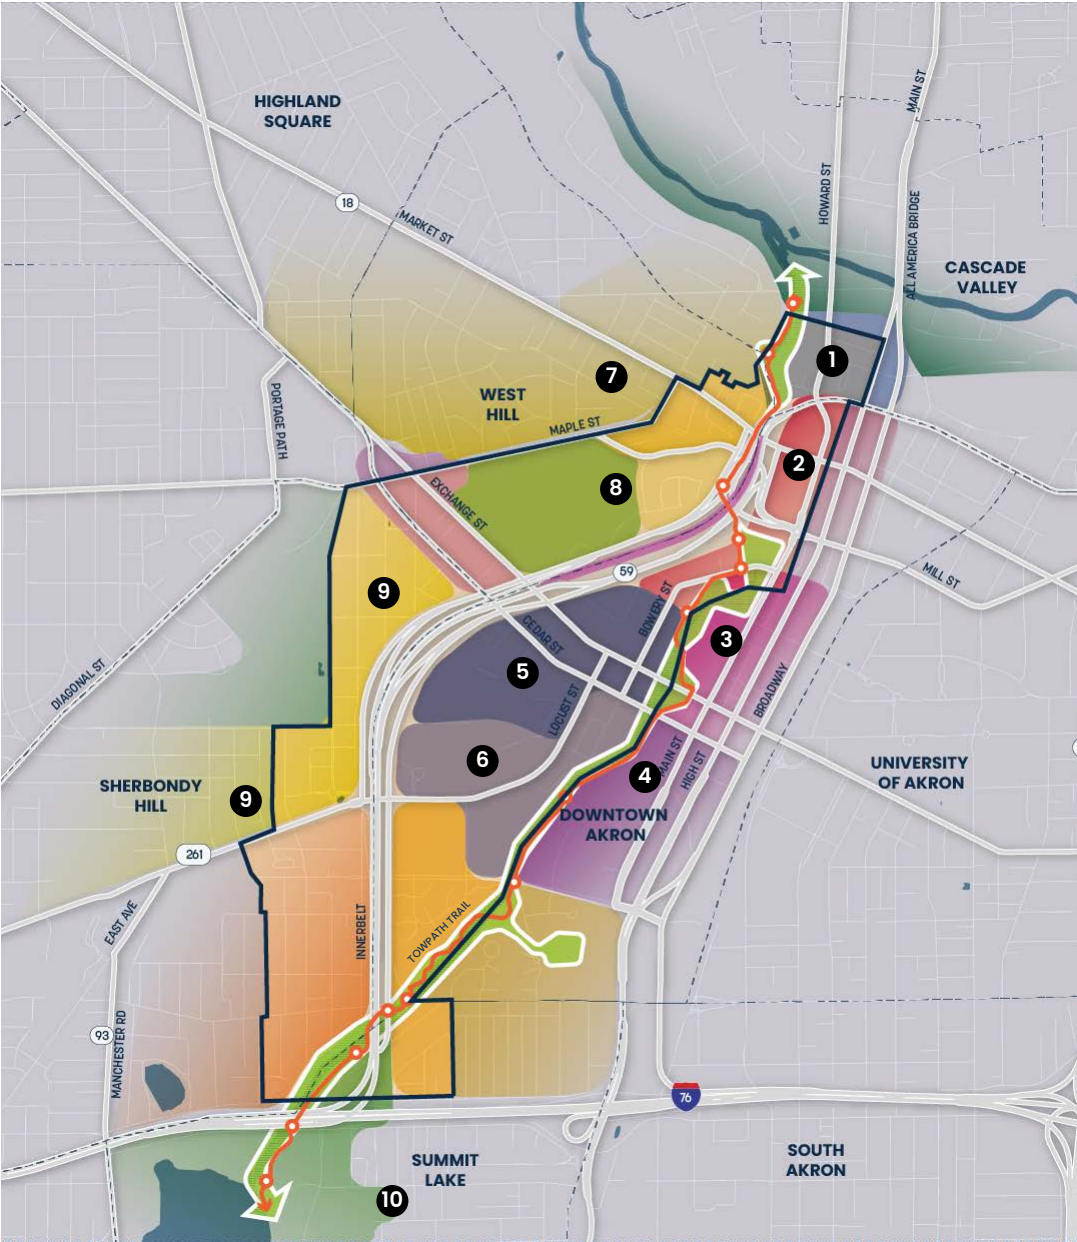 MAIN ST
HIGHLAND
SQUARE
HOWARD ST
18
MARKET ST
ALL AMERICA BRIDGE
CASCADE
VALLEY
1
7
WEST
HILL
PORTAGE PATH
MAPLE ST
2
8
EXCHANGE ST
59
MILL ST
9
BOWERY ST
CEDAR ST
3
5
DIAGONAL ST
LOCUST ST
BROADWAY
6
MAIN ST
HIGH ST
4
UNIVERSITY
OF AKRON
SHERBONDY
HILL
9
DOWNTOWN
AKRON
261
EAST AVE
INNERBELT
TOWPATH TRAIL
93
MANCHESTER RD
76
SUMMIT
LAKE
SOUTH
AKRON
10